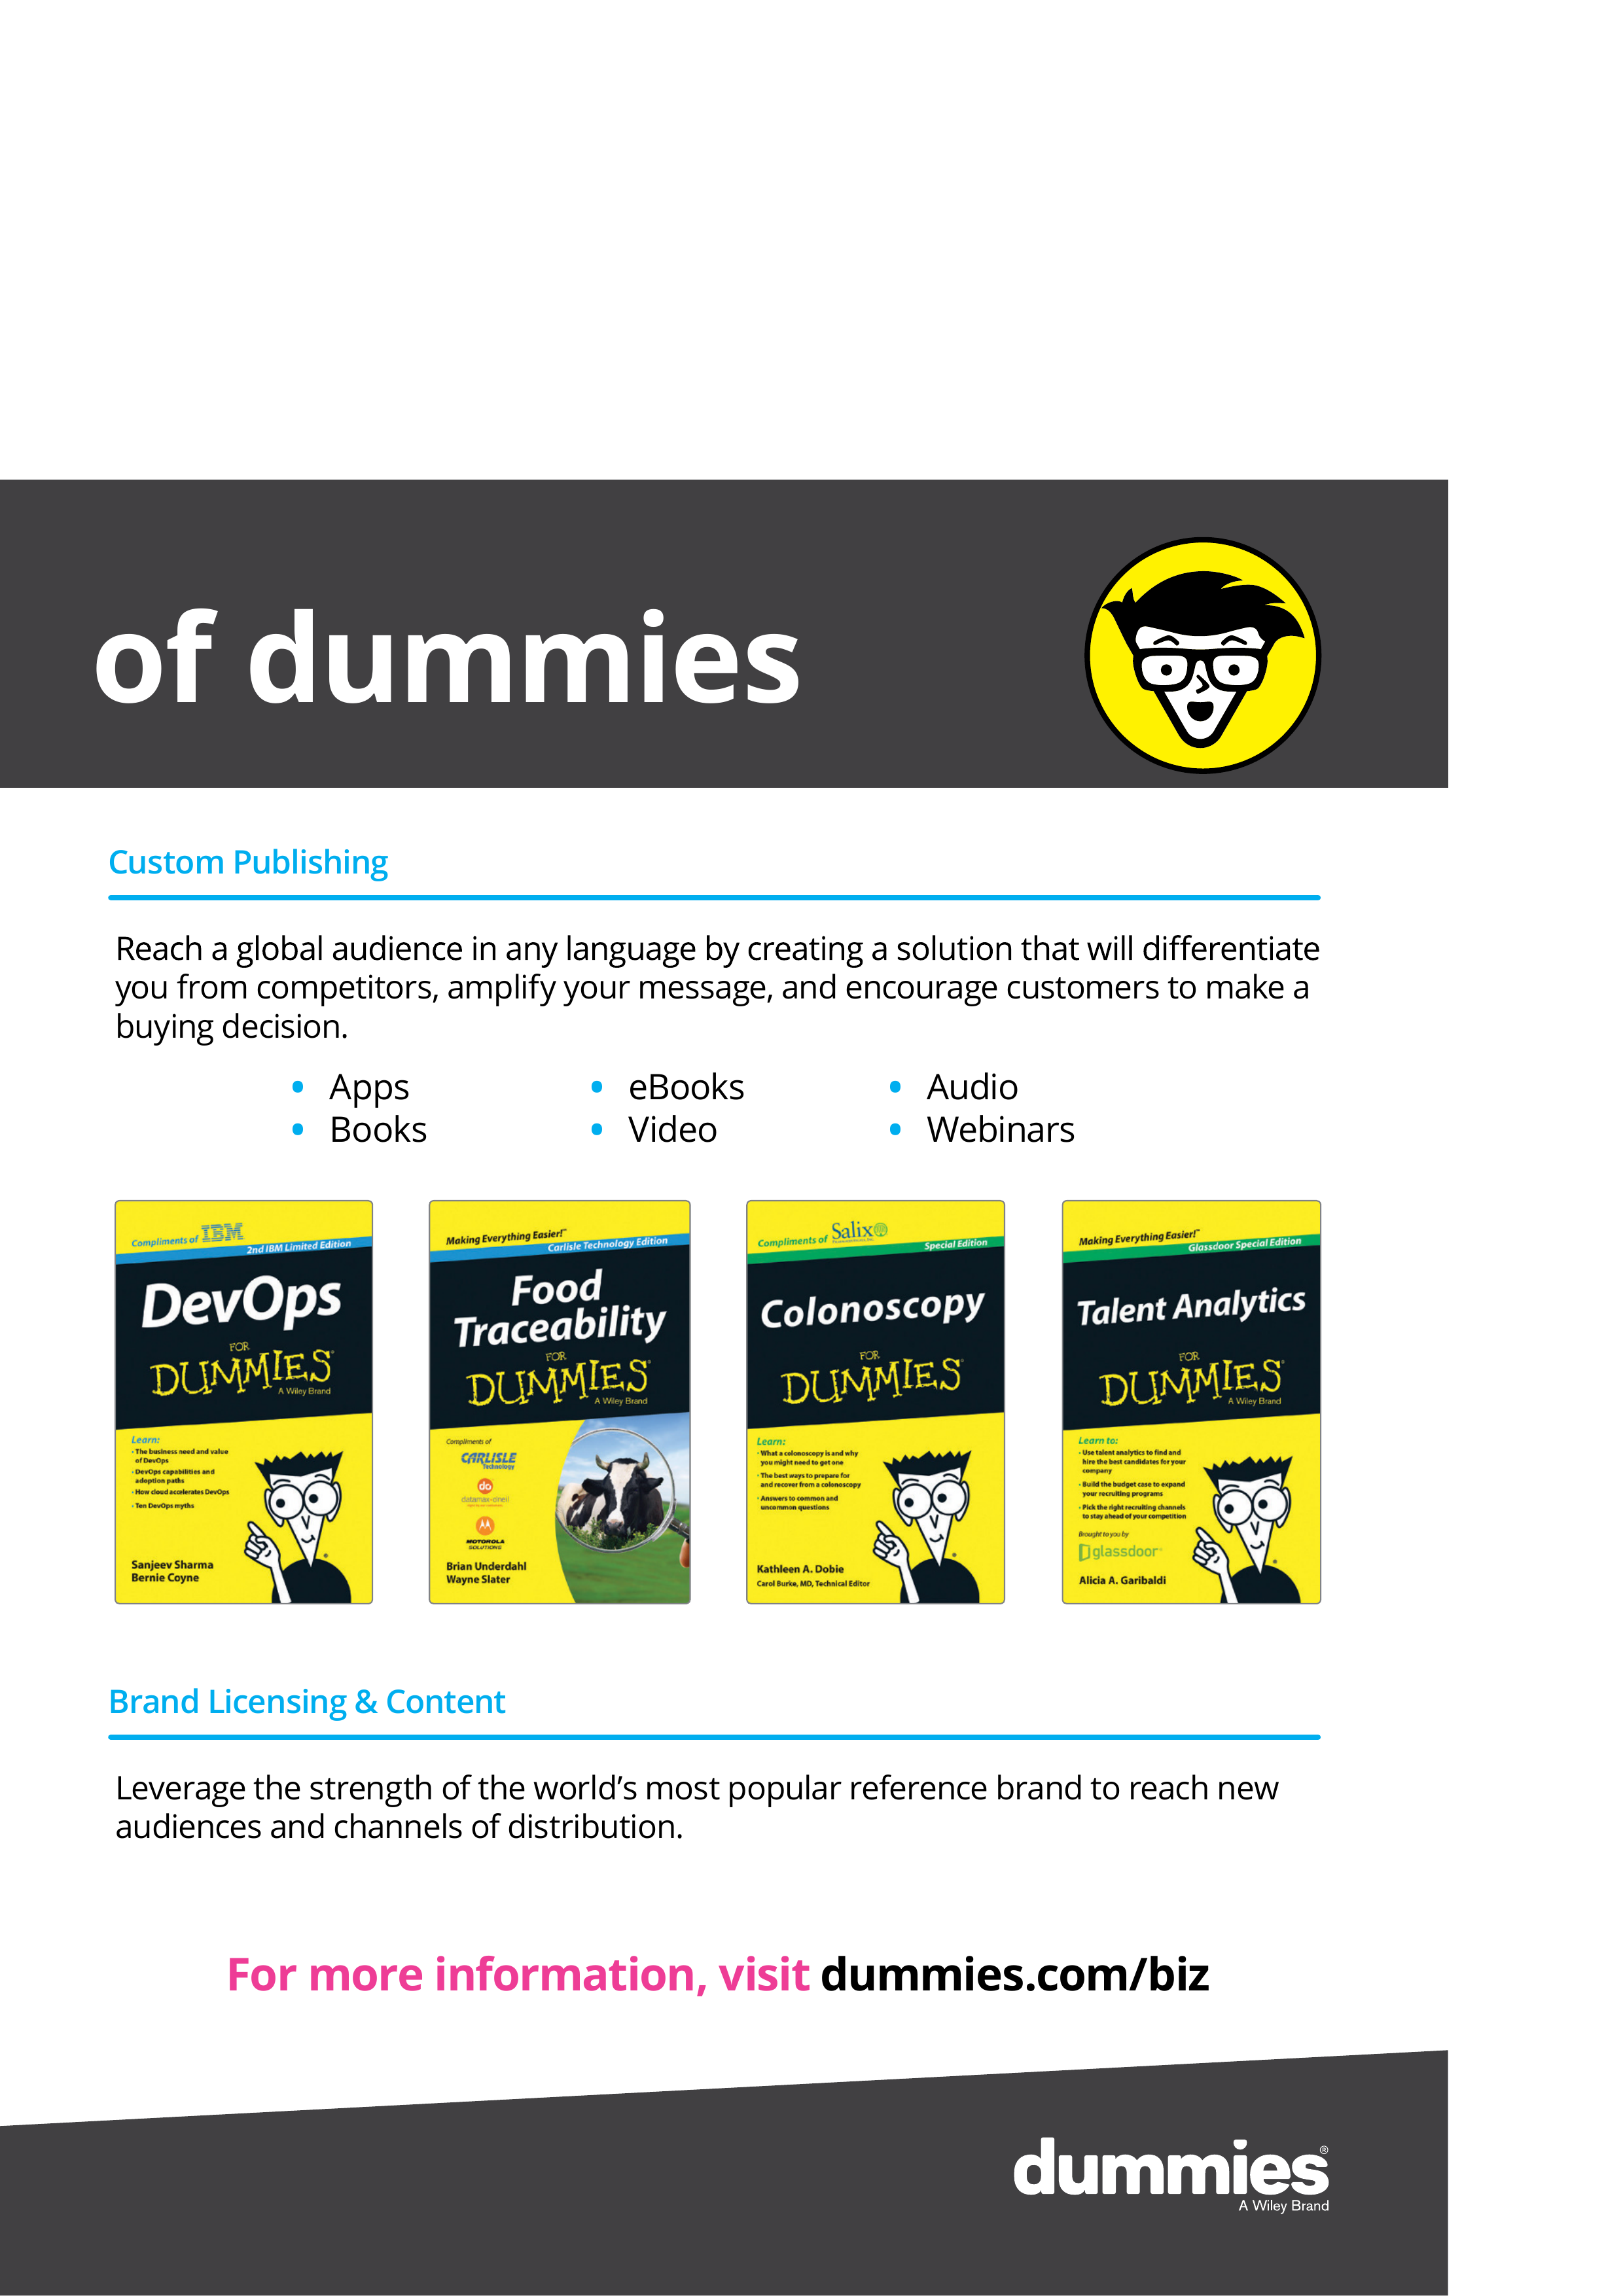 of dummies
Custom Publishing
Reach a global audience in any language by creating a solution that will differentiate
you from competitors, amplify your message, and encourage customers to make a
buying decision.
• Apps
• Books
• eBooks
• Video
• Audio
• Webinars
Compliments of IBM
2nd IBM Limited Edition
DevOps
FOR
DUMMIES®
A Wiley Brand
Learn:
• The business need and value
of DevOps
• DevOps capabilities and
adoption paths
• How cloud accelerates DevOps
• Ten DevOps myths
Sanjeev Sharma
Bernie Coyne
Making Everything Easier!™
Carlisle Technology Edition
Food
Traceability
FOR
DUMMIES®
A Wiley Brand
Compliments of
CARLISLE
Technology
do
datamax-oneil
MOTOROLA
SOLUTIONS
Brian Underdahl
Wayne Slater
Compliments of Salix
Special Edition
Colonoscopy
FOR
DUMMIES
Learn:
• What a colonoscopy is and why
you might need to get one
• The best ways to prepare for
and recover from a colonoscopy
• Answers to common and
uncommon questions
Kathleen A. Dobie
Carol Burke, MD, Technical Editor
Making Everything Easier!™
Glassdoor Special Edition
Talent Analytics
FOR
DUMMIES®
A Wiley Brand
Learn to:
• Use talent analytics to find and
hire the best candidates for your
company
• Build the budget case to expand
your recruiting programs
• Pick the right recruiting channels
to stay ahead of your competition
Brought to you by
glassdoor
Alicia A. Garibaldi
Brand Licensing & Content
Leverage the strength of the world’s most popular reference brand to reach new
audiences and channels of distribution.
For more information, visit dummies.com/biz
dummies®
A Wiley Brand